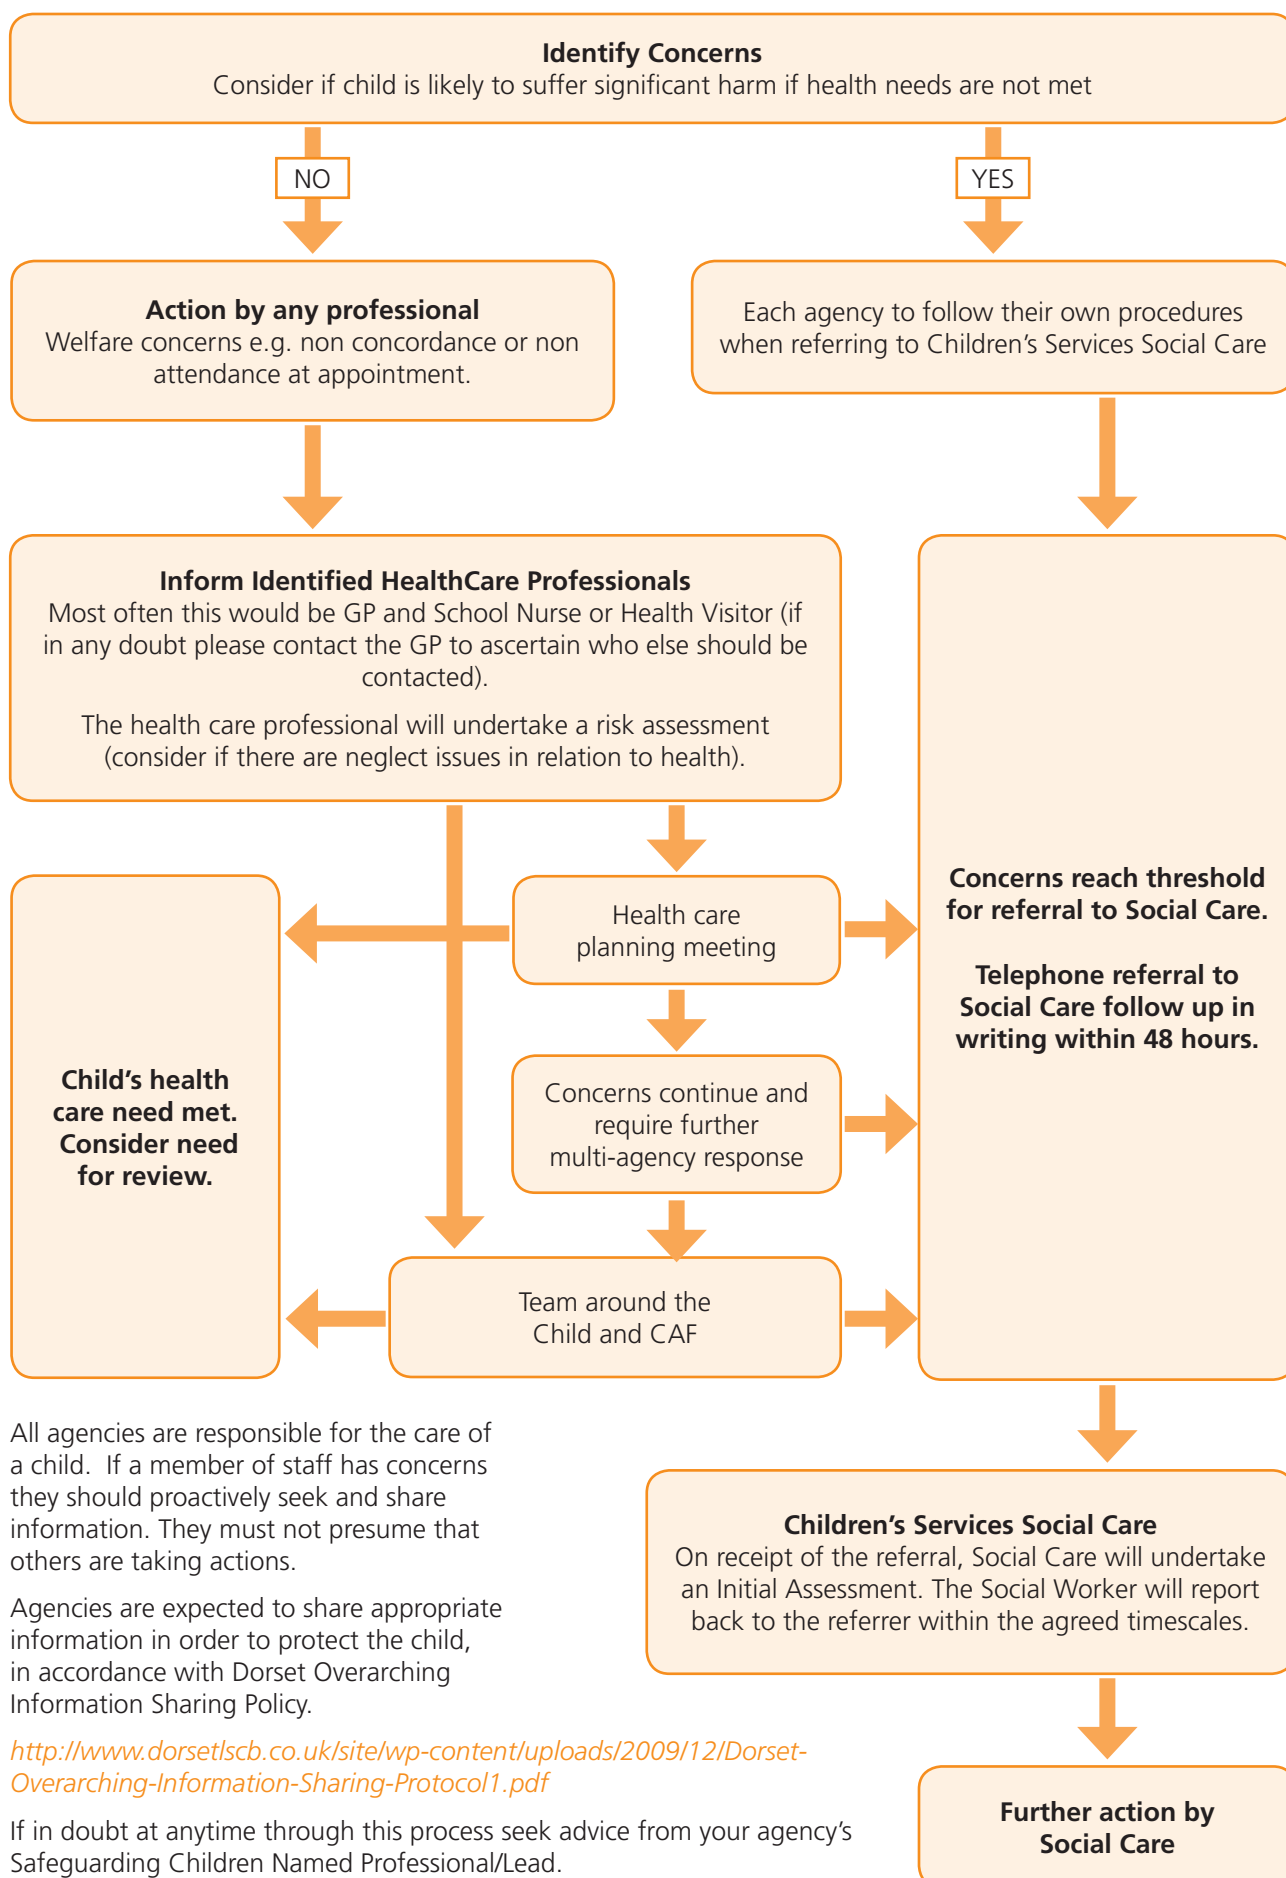 Identify Concerns
Consider if child is likely to suffer significant harm if health needs are not met
NO
YES
Action by any professional
Welfare concerns e.g. non concordance or non
attendance at appointment.
Each agency to follow their own procedures
when referring to Children's Services Social Care
Inform Identified HealthCare Professionals
Most often this would be GP and School Nurse or Health Visitor (if
in any doubt please contact the GP to ascertain who else should be
contacted).
The health care professional will undertake a risk assessment
(consider if there are neglect issues in relation to health).
Health care
planning meeting
Concerns reach threshold
for referral to Social Care.
Telephone referral to
Social Care follow up in
writing within 48 hours.
Child's health
care need met.
Consider need
for review.
Concerns continue and
require further
multi-agency response
Team around the
Child and CAF
All agencies are responsible for the care of
a child.  If a member of staff has concerns
they should proactively seek and share
information. They must not presume that
others are taking actions.
Agencies are expected to share appropriate
information in order to protect the child,
in accordance with Dorset Overarching
Information Sharing Policy.
http://www.dorsetlscb.co.uk/site/wp-content/uploads/2009/12/Dorset-
Overarching-Information-Sharing-Protocol1.pdf
If in doubt at anytime through this process seek advice from your agency's
Safeguarding Children Named Professional/Lead.
Children's Services Social Care
On receipt of the referral, Social Care will undertake
an Initial Assessment. The Social Worker will report
back to the referrer within the agreed timescales.
Further action by
Social Care